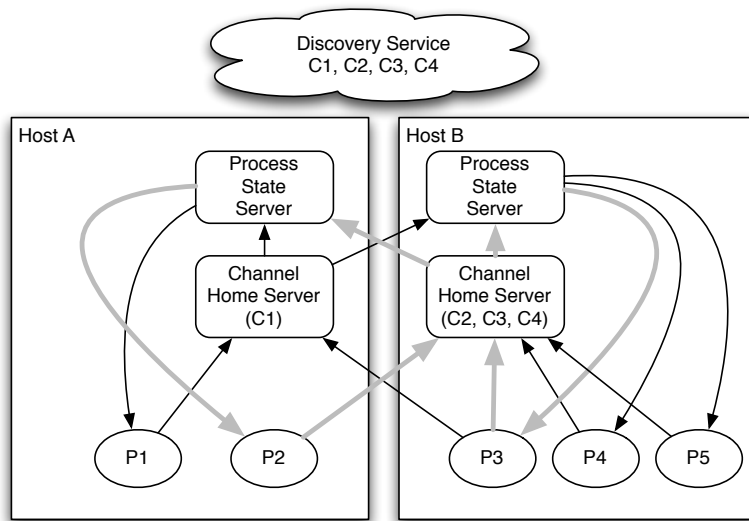 Discovery Service
C1, C2, C3, C4
Host A
Host B
Process
State
Server
Process
State
Server
Channel
Home Server
(C1)
Channel
Home Server
(C2, C3, C4)
P1
P2
P3
P4
P5